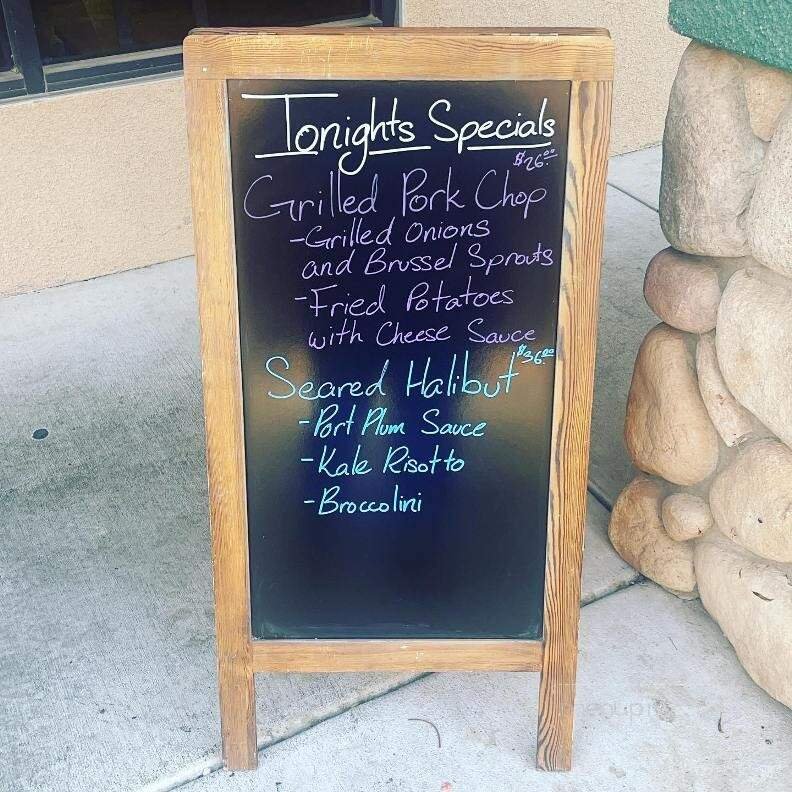 Tonights Specials
$26.00
Grilled Pork Chop
-Grilled Onions
and Brussel Sprouts
-Fried Potatoes
with Cheese Sauce
$36.00
Seared Halibut
-Port Plum Sauce
-Kale Risotto
-Broccolini